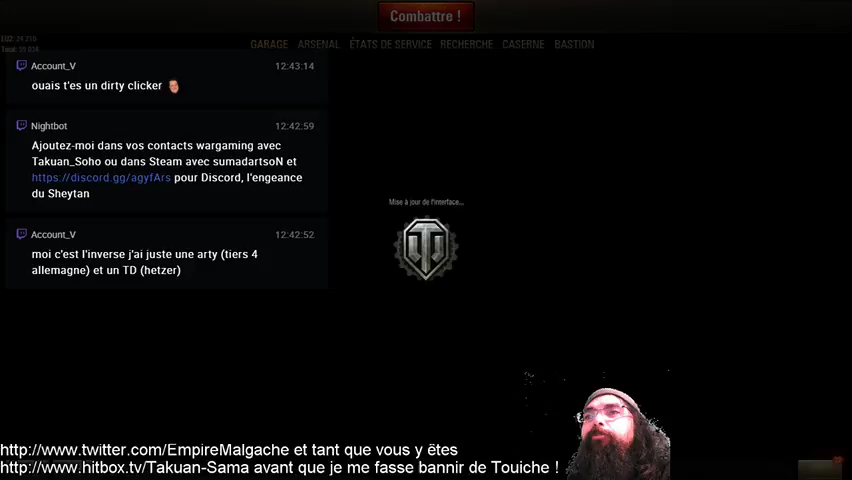 Combattre !
EU2: 24 210
GARAGE ARSENAL ÉTATS DE SERVICE RECHERCHE CASERNE BASTION
Account_V 12:43:14
ouais t'es un dirty clicker
Nightbot 12:42:59
Ajoutez-moi dans vos contacts wargaming avec
Takuan_Soho ou dans Steam avec sumadartsoN et
https://discord.gg/agyfArs pour Discord, l'engeance
du Sheytan
Mise à jour de l'interface...
Account_V 12:42:52
moi c'est l'inverse j'ai juste une arty (tiers 4
allemagne) et un TD (hetzer)
http://www.twitter.com/EmpireMalgache et tant que vous y êtes
http://www.hitbox.tv/Takuan-Sama avant que je me fasse bannir de Touiche !